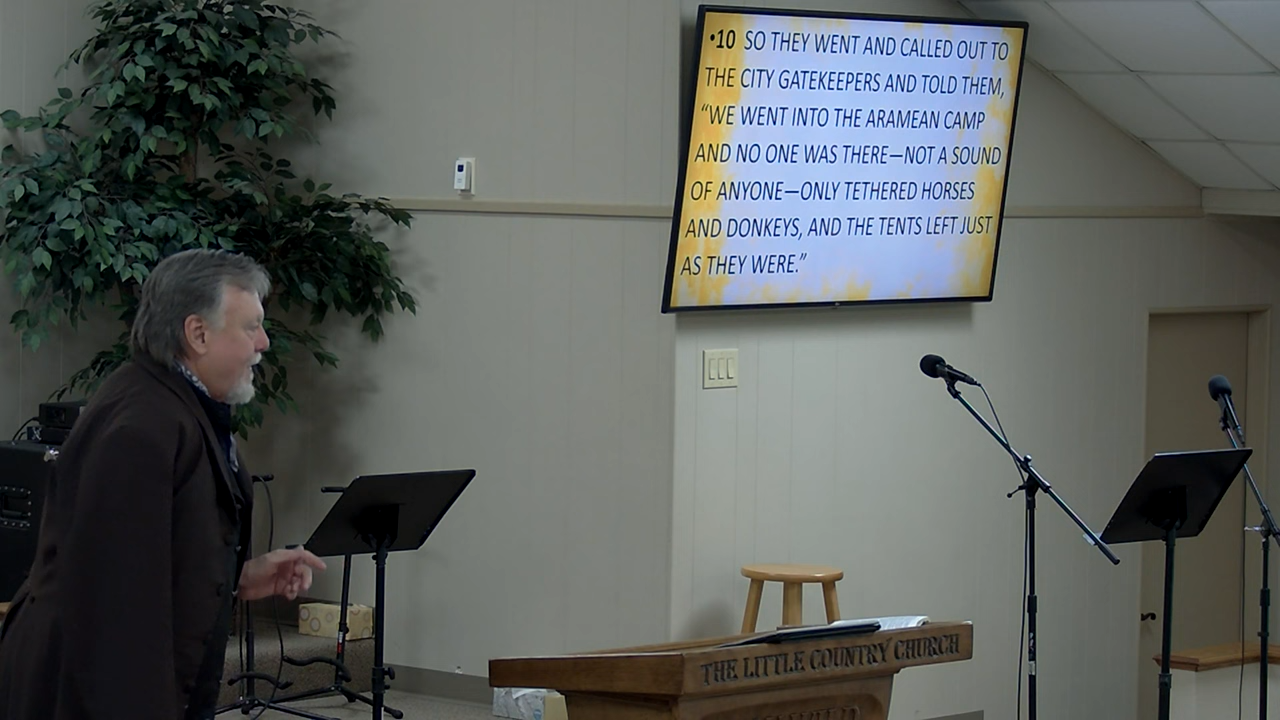 •10 SO THEY WENT AND CALLED OUT TO
THE CITY GATEKEEPERS AND TOLD THEM,
“WE WENT INTO THE ARAMEAN CAMP
AND NO ONE WAS THERE—NOT A SOUND
OF ANYONE—ONLY TETHERED HORSES
AND DONKEYS, AND THE TENTS LEFT JUST
AS THEY WERE.”
THE LITTLE COUNTRY CHURCH